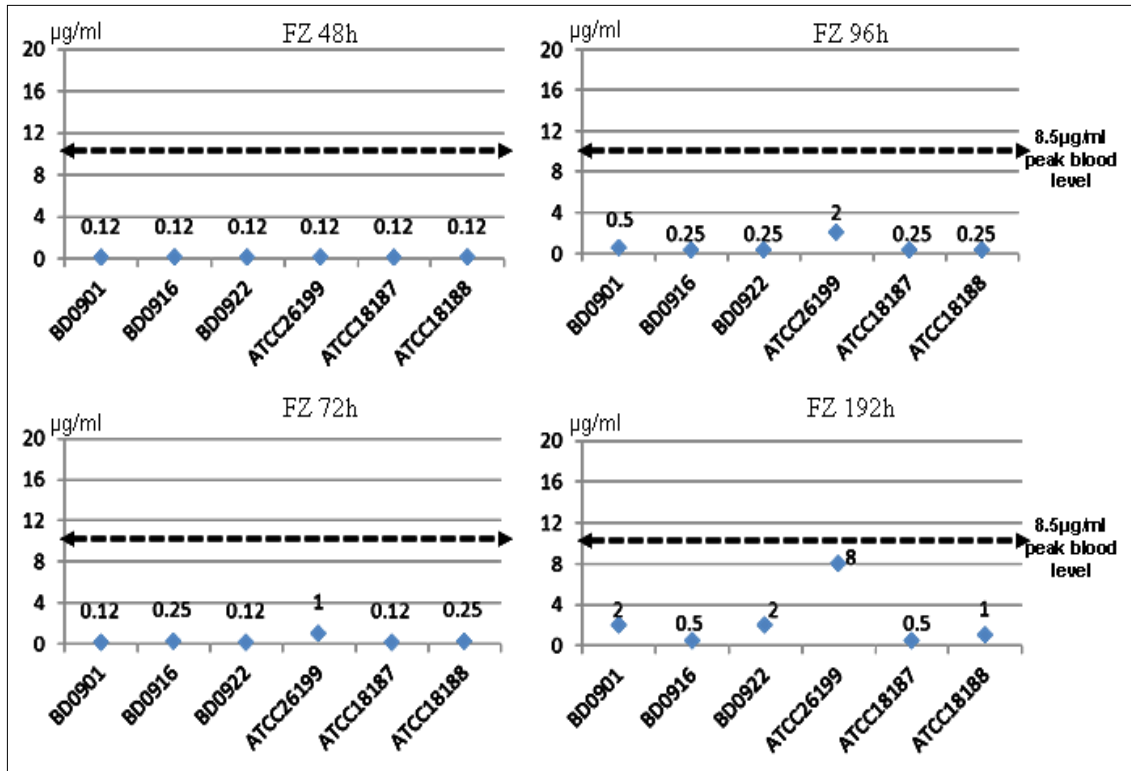 µg/ml
FZ 48h
20
16
12
8
4
0
0.12 0.12 0.12 0.12 0.12 0.12
BD0901 BD0916 BD0922 ATCC26199 ATCC18187 ATCC18188
µg/ml
FZ 96h
20
16
12
8
4
0
0.5 0.25 0.25 2 0.25 0.25
BD0901 BD0916 BD0922 ATCC26199 ATCC18187 ATCC18188
8.5µg/ml
peak blood
level
µg/ml
FZ 72h
20
16
12
8
4
0
0.12 0.25 0.12 1 0.12 0.25
BD0901 BD0916 BD0922 ATCC26199 ATCC18187 ATCC18188
µg/ml
FZ 192h
20
16
12
8
4
0
2 0.5 2 8 0.5 1
BD0901 BD0916 BD0922 ATCC26199 ATCC18187 ATCC18188
8.5µg/ml
peak blood
level